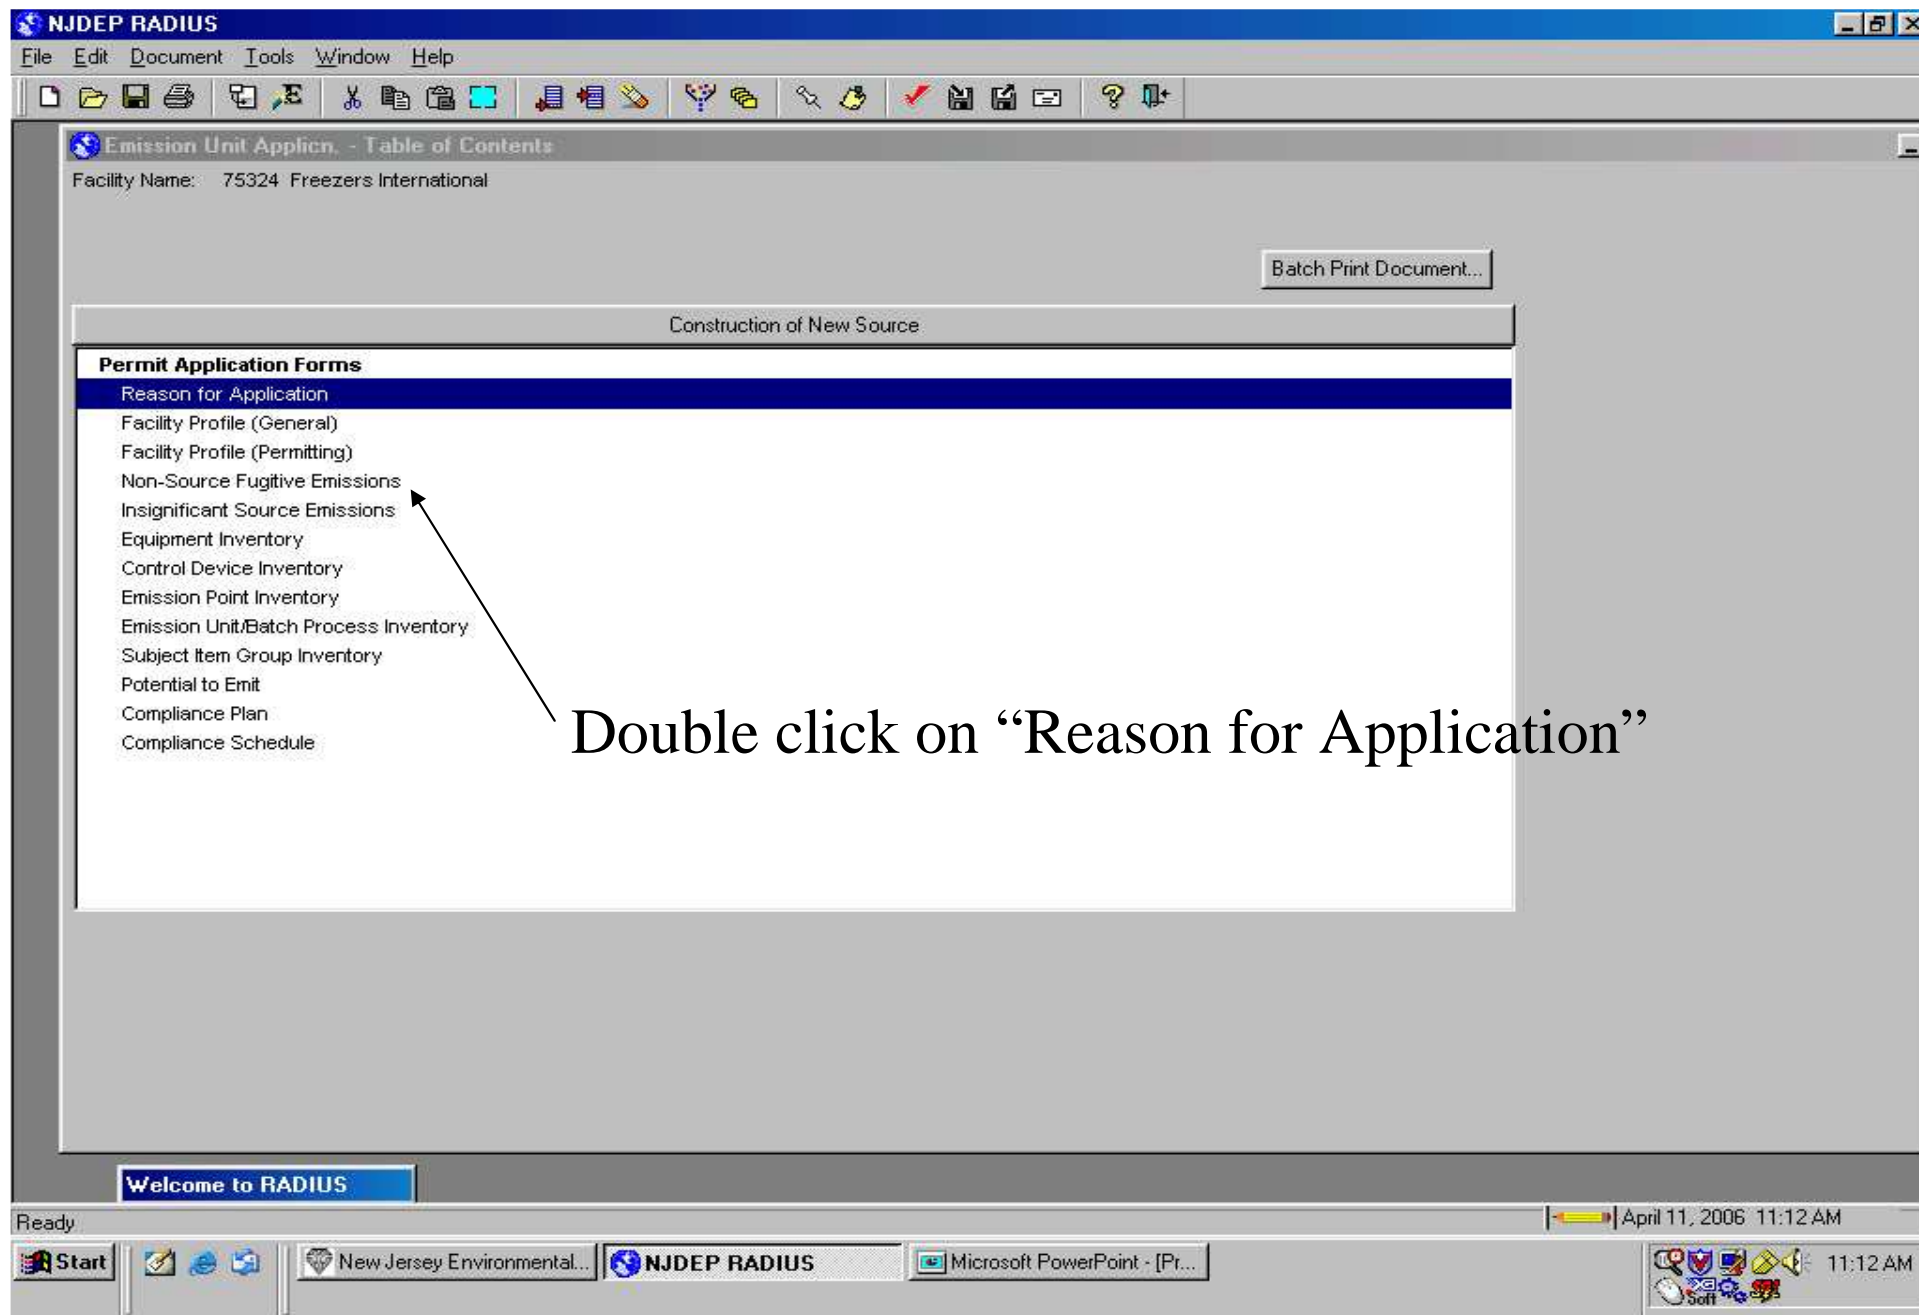 NJDEP RADIUS
File Edit Document Tools Window Help
Emission Unit Applicn. - Table of Contents
Facility Name: 75324 Freezers International
Batch Print Document...
Construction of New Source
Permit Application Forms
Reason for Application
Facility Profile (General)
Facility Profile (Permitting)
Non-Source Fugitive Emissions
Insignificant Source Emissions
Equipment Inventory
Control Device Inventory
Emission Point Inventory
Emission Unit/Batch Process Inventory
Subject Item Group Inventory
Potential to Emit
Compliance Plan
Compliance Schedule
Double click on “Reason for Application”
Welcome to RADIUS
Ready
April 11, 2006 11:12 AM
Start New Jersey Environmental... NJDEP RADIUS Microsoft PowerPoint - [Pr... 11:12 AM
Soft